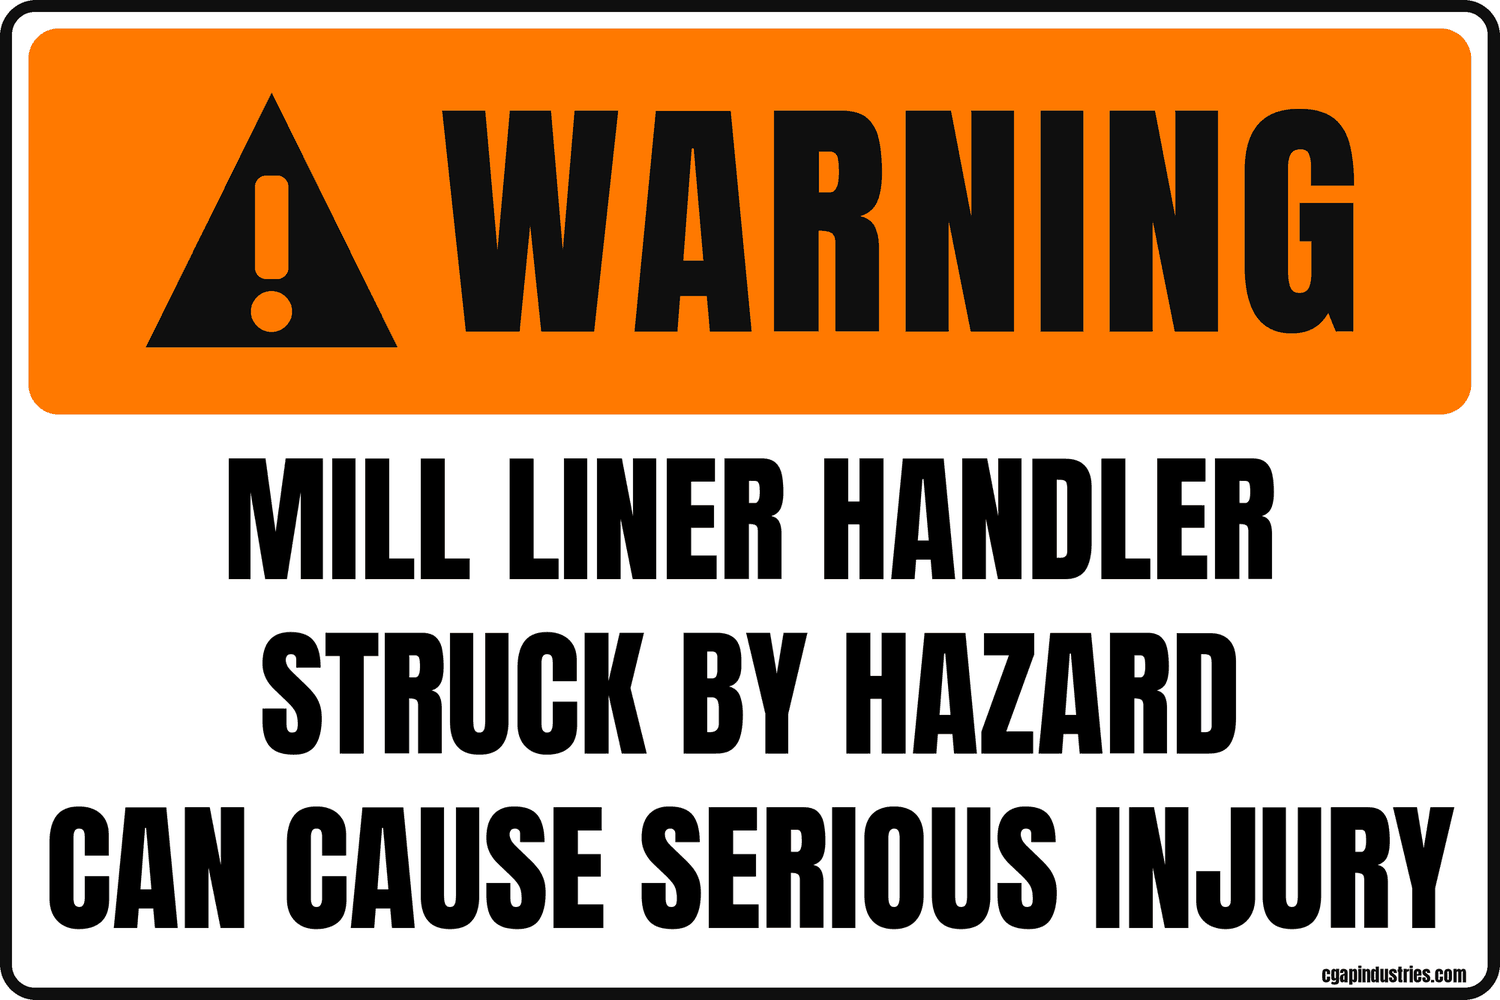 WARNING
MILL LINER HANDLER
STRUCK BY HAZARD
CAN CAUSE SERIOUS INJURY
cgapindustries.com